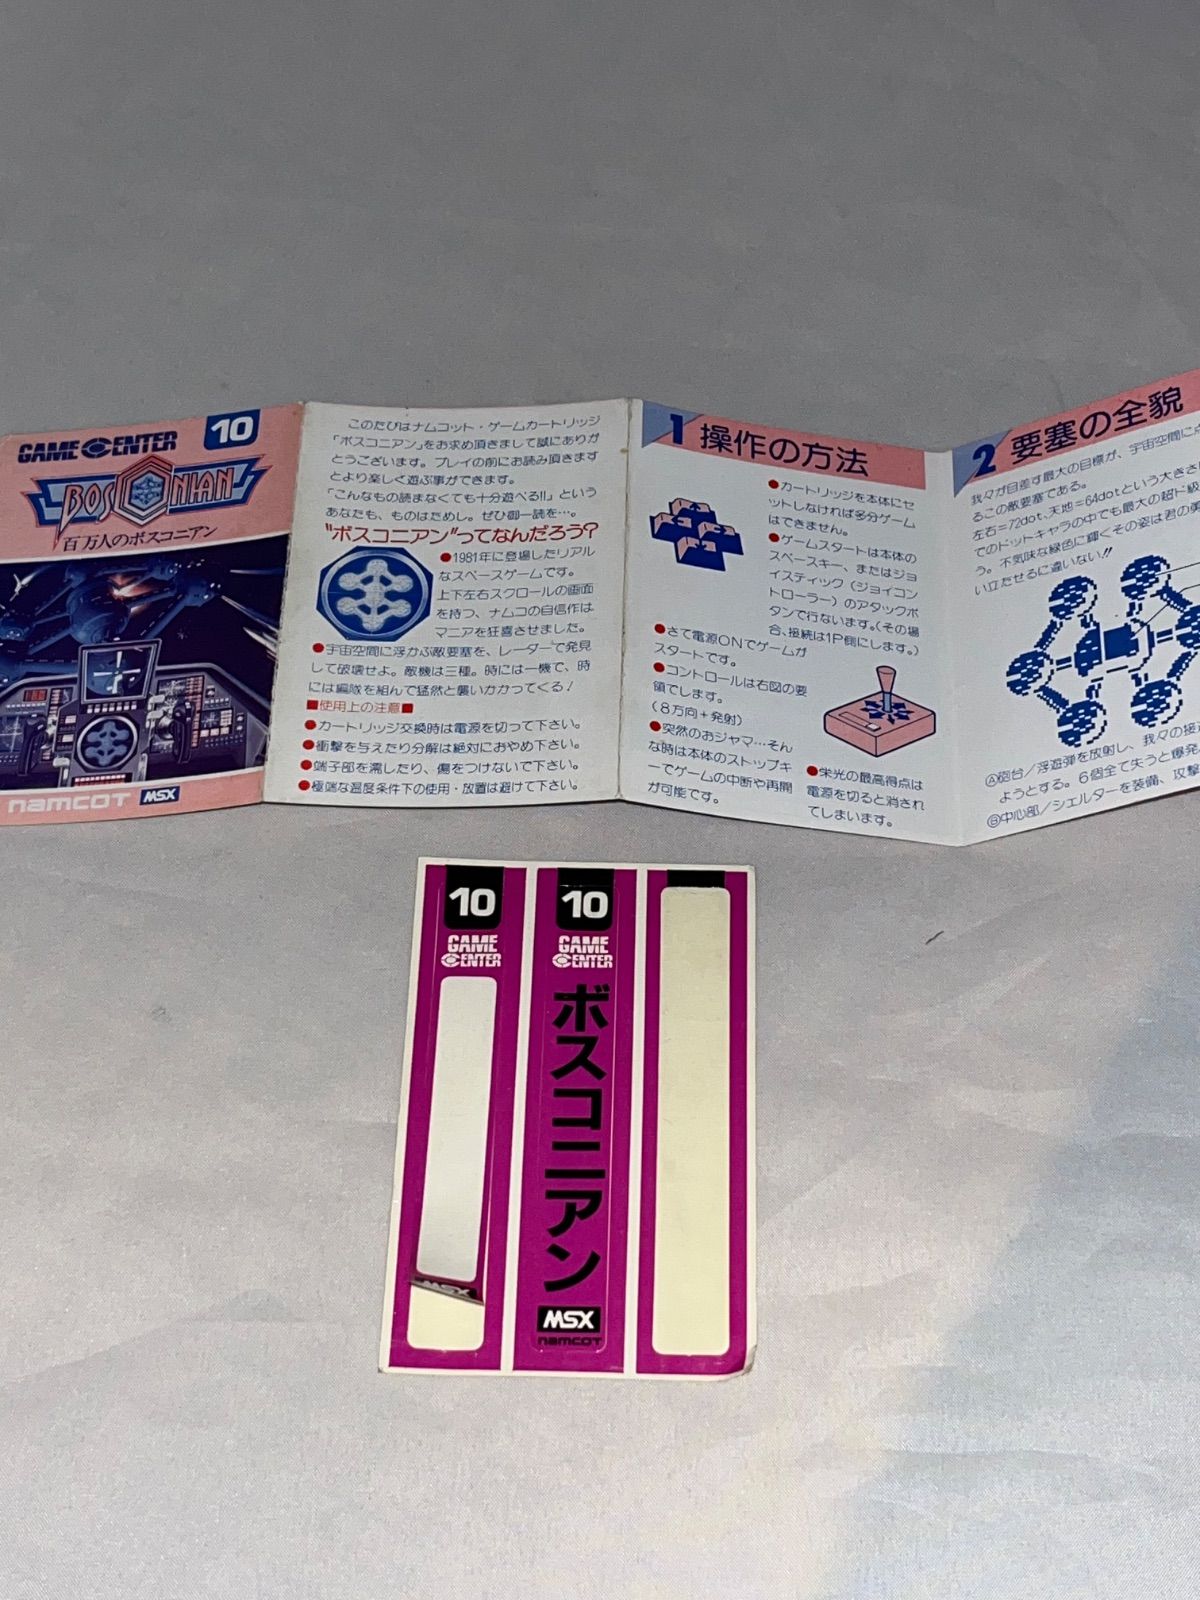 GAME CENTER
10
BOSCONIAN
百万人のボスコニアン
namcot MSX
このたびはナムコット・ゲームカートリッジ
「ボスコニアン」をお求め頂きまして誠にありが
とうございます。プレイの前にお読み頂きます
とより楽しく遊ぶ事ができます。
「こんなもの読まなくても十分遊べる!!」という
あなたも、ものはためし。ぜひ御一読を…。
"ボスコニアン"ってなんだろう?
●1981年に登場したリアル
なスペースゲームです。
上下左右スクロールの画面
を持つ、ナムコの自信作は
マニアを狂喜させました。
●宇宙空間に浮かぶ敵要塞を、レーダーで発見
して破壊せよ。敵機は三種。時には一機で、時
には編隊を組んで猛然と襲いかかってくる!
■使用上の注意■
●カートリッジ交換時は電源を切って下さい。
●衝撃を与えたり分解は絶対におやめ下さい。
●端子部を濡したり、傷をつけないで下さい。
●極端な温度条件下の使用・放置は避けて下さい。
1 操作の方法
●カートリッジを本体にセ
ットしなければ多分ゲーム
はできません。
●ゲームスタートは本体の
スペースキー、またはジョ
イスティック(ジョイコン
トローラー)のアタックボ
タンで行ないます。(その場
合、接続は1P側にします。)
●さて電源ONでゲームが
スタートです。
●コントロールは右図の要
領でします。
(8方向+発射)
●突然のおジャマ…そん
な時は本体のストップキ
ーでゲームの中断や再開
が可能です。
●栄光の最高得点は
電源を切ると消され
てしまいます。
2 要塞の全貌
我々が目差す最大の目標が、宇宙空間に点
るこの敵要塞である。
左右=72dot、天地=64dotという大きさ
てのドットキャラの中でも最大の超ド級
う。不気味な緑色に輝くその姿は君の勇
い立たせるに違いない!!
Ⓐ砲台/浮遊弾を放射し、我々の接近
ようとする。6個全て失うと爆発
Ⓑ中心部/シェルターを装備、攻撃
10
GAME CENTER
MSX
10
GAME CENTER
ボスコニアン
MSX
namcot